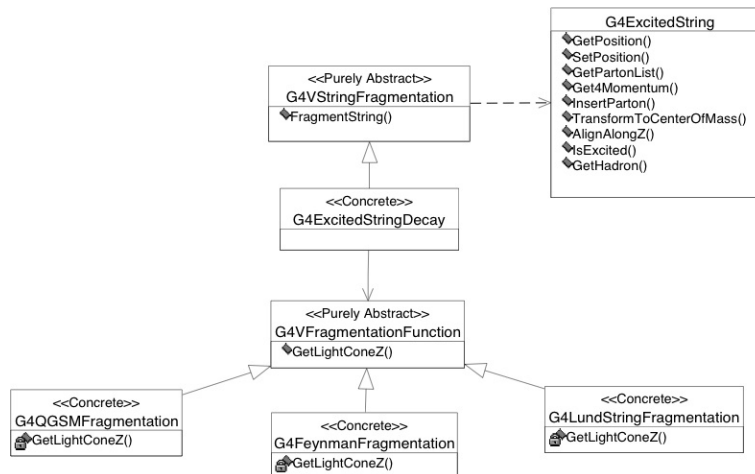 G4ExcitedString
GetPosition()
SetPosition()
GetPartonList()
Get4Momentum()
InsertParton()
TransformToCenterOfMass()
AlignAlongZ()
IsExcited()
GetHadron()
<<Purely Abstract>>
G4VStringFragmentation
FragmentString()
<<Concrete>>
G4ExcitedStringDecay
<<Purely Abstract>>
G4VFragmentationFunction
GetLightConeZ()
<<Concrete>>
G4QGSMFragmentation
GetLightConeZ()
<<Concrete>>
G4FeynmanFragmentation
GetLightConeZ()
<<Concrete>>
G4LundStringFragmentation
GetLightConeZ()